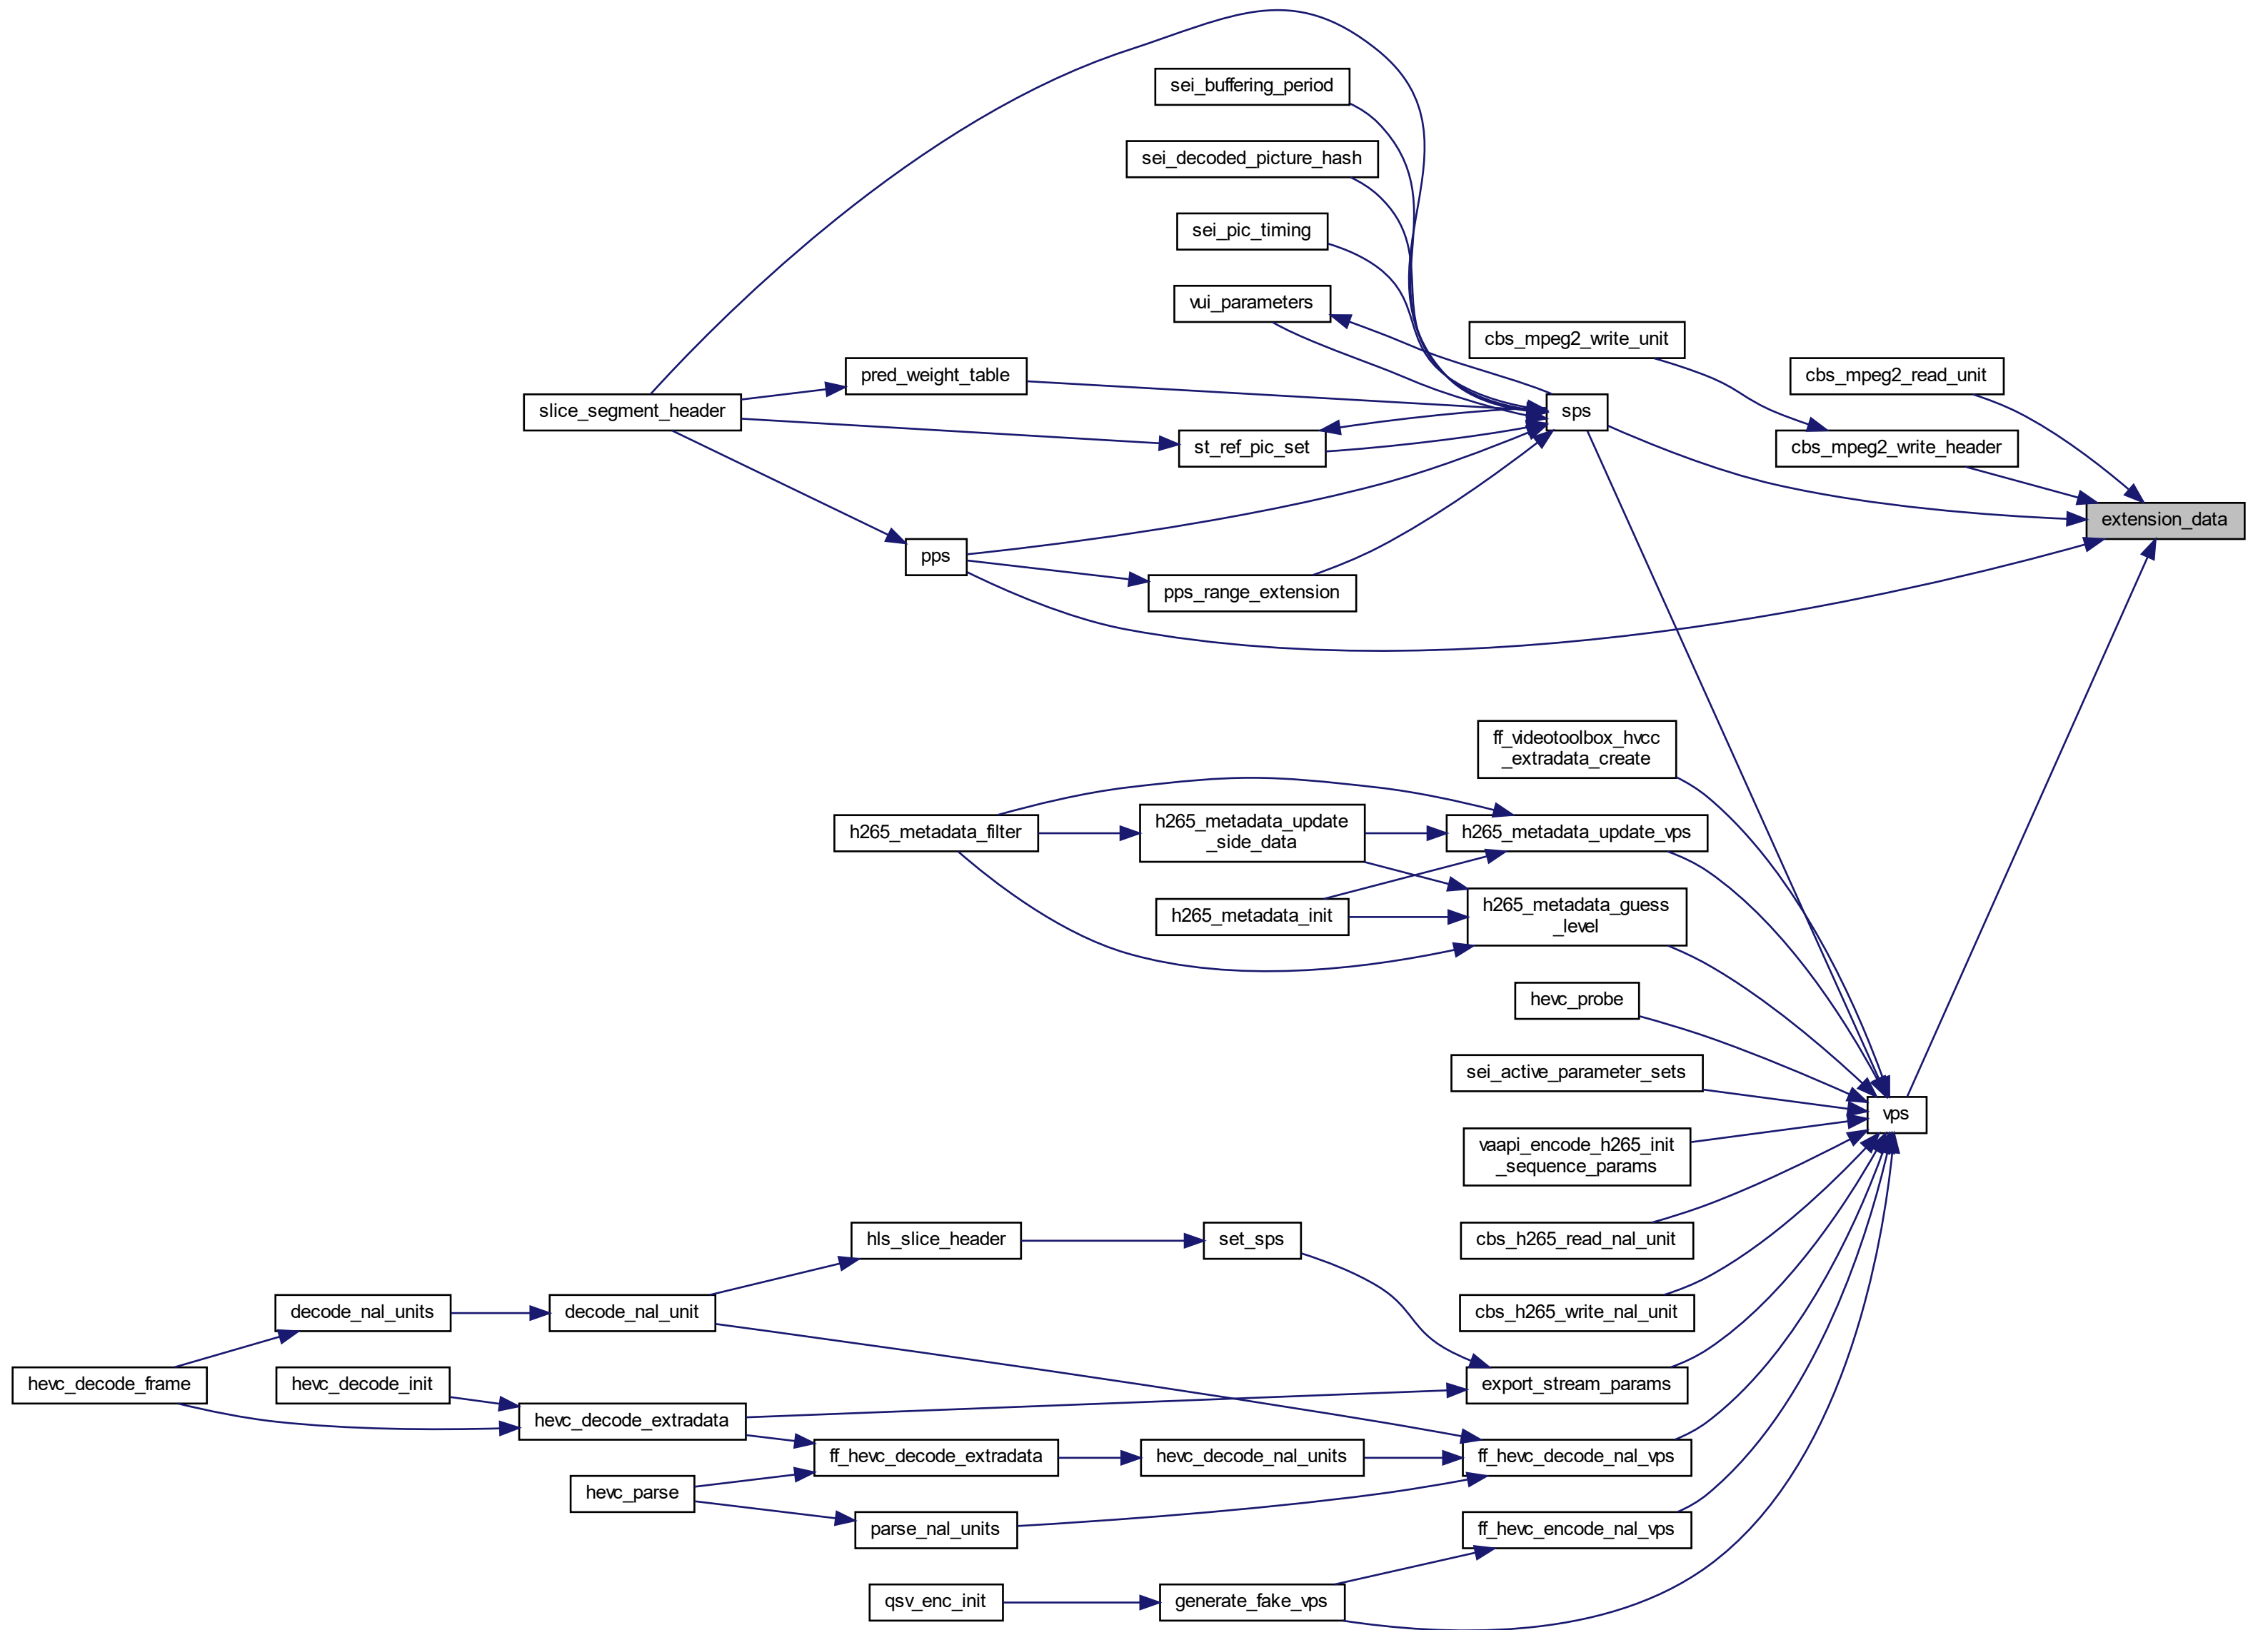 sei_buffering_period
sei_decoded_picture_hash
sei_pic_timing
vui_parameters
cbs_mpeg2_write_unit
pred_weight_table
cbs_mpeg2_read_unit
slice_segment_header
sps
st_ref_pic_set
cbs_mpeg2_write_header
extension_data
pps
pps_range_extension
ff_videotoolbox_hvcc
_extradata_create
h265_metadata_filter
h265_metadata_update
_side_data
h265_metadata_update_vps
h265_metadata_init
h265_metadata_guess
_level
hevc_probe
sei_active_parameter_sets
vps
vaapi_encode_h265_init
_sequence_params
hls_slice_header
set_sps
cbs_h265_read_nal_unit
decode_nal_units
decode_nal_unit
cbs_h265_write_nal_unit
hevc_decode_frame
hevc_decode_init
export_stream_params
hevc_decode_extradata
ff_hevc_decode_extradata
hevc_decode_nal_units
ff_hevc_decode_nal_vps
hevc_parse
parse_nal_units
ff_hevc_encode_nal_vps
qsv_enc_init
generate_fake_vps